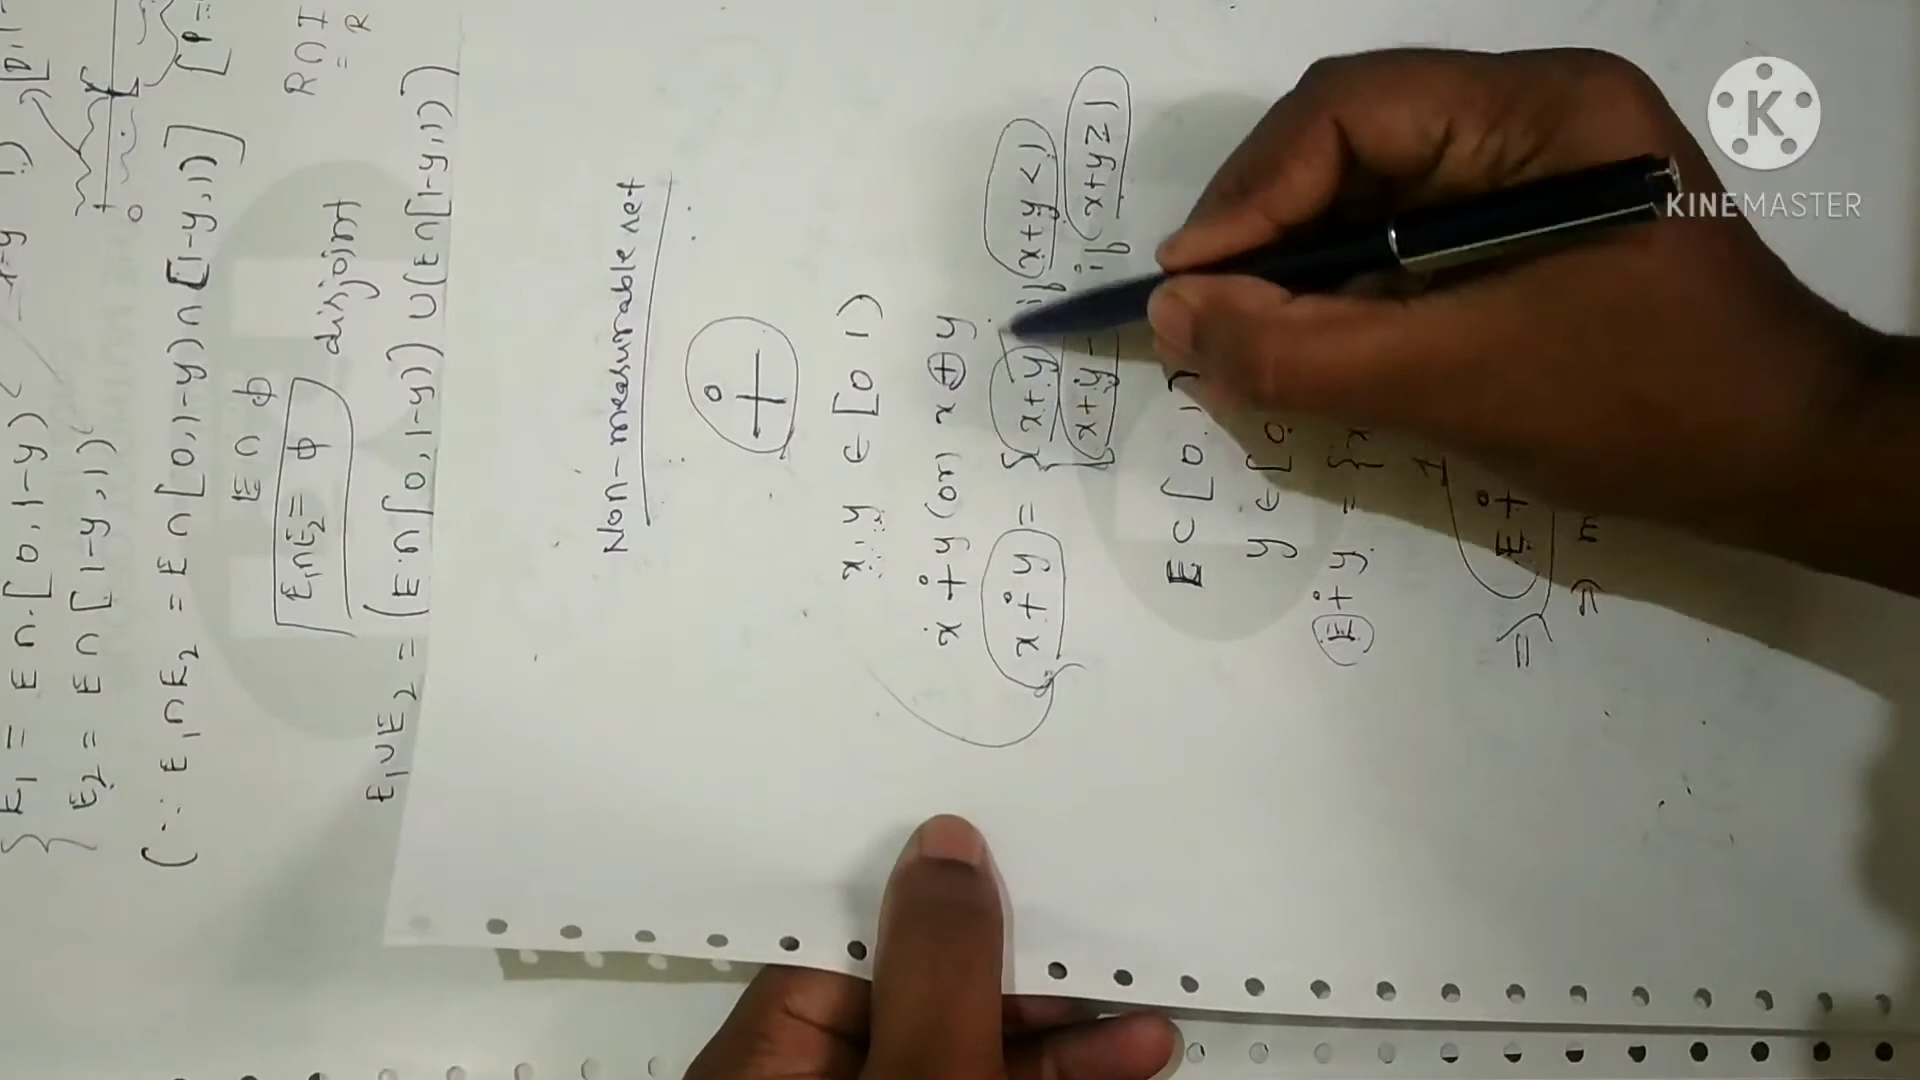 E₁ = E ∩ [0, 1-y)
E₂ = E ∩ [1-y, 1)
(∵ E₁∩E₂ = E ∩ [0, 1-y) ∩ [1-y, 1)]
E ∩ ϕ
E₁∩E₂ = ϕ disjoint
R∩I
= R
E₁∪E₂ = (E ∩ [0, 1-y)) ∪ (E ∩ [1-y, 1))
Non-measurable set
∔
x, y ∈ [0 1)
x ∔ y (or) x ⊕ y
x ∔ y = { x+y if x+y < 1
x+y - if x+y ≥ 1
E ⊂ [0, 1)
y ∈ [0
E ∔ y = {x
⇒ E ∔
⇒ m
KINEMASTER